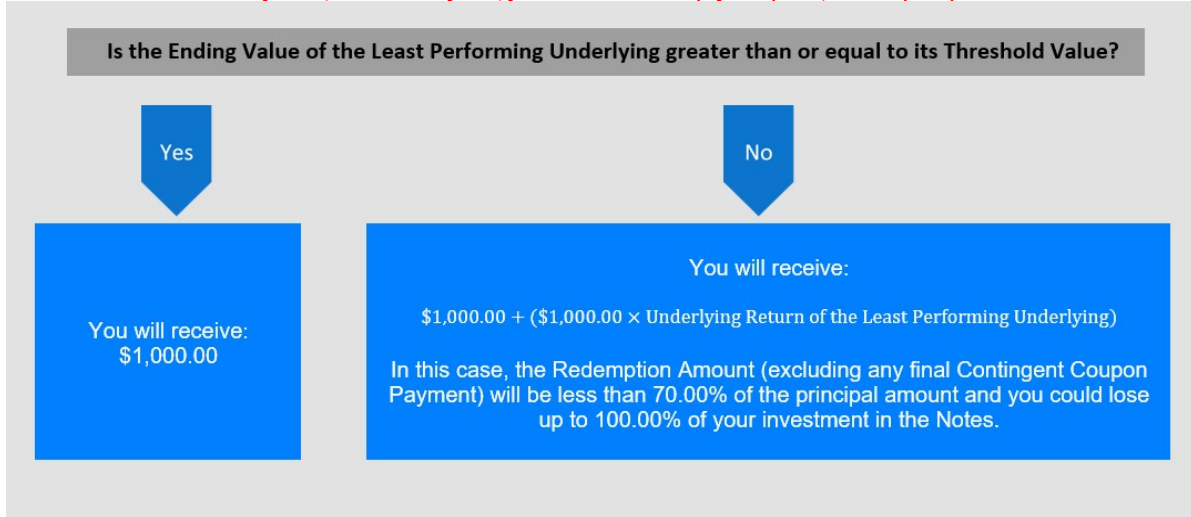 Is the Ending Value of the Least Performing Underlying greater than or equal to its Threshold Value?
Yes
No
You will receive:
$1,000.00
You will receive:
$1,000.00 + ($1,000.00 × Underlying Return of the Least Performing Underlying)
In this case, the Redemption Amount (excluding any final Contingent Coupon
Payment) will be less than 70.00% of the principal amount and you could lose
up to 100.00% of your investment in the Notes.